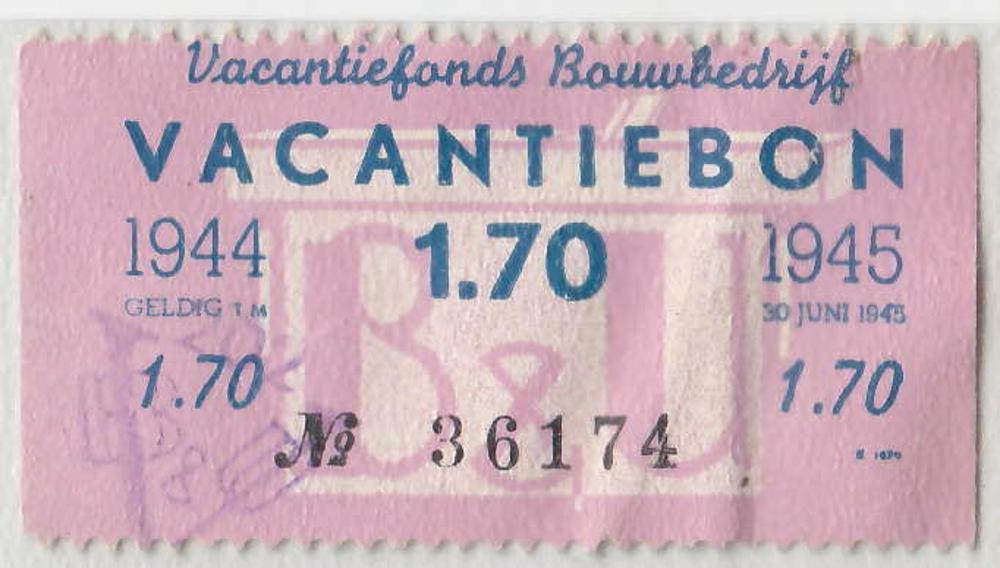 Vacantiefonds Bouwbedrijf
VACANTIEBON
1944 1.70 1945
GELDIG T M 30 JUNI 1945
1.70 1.70
№ 36174
B & U